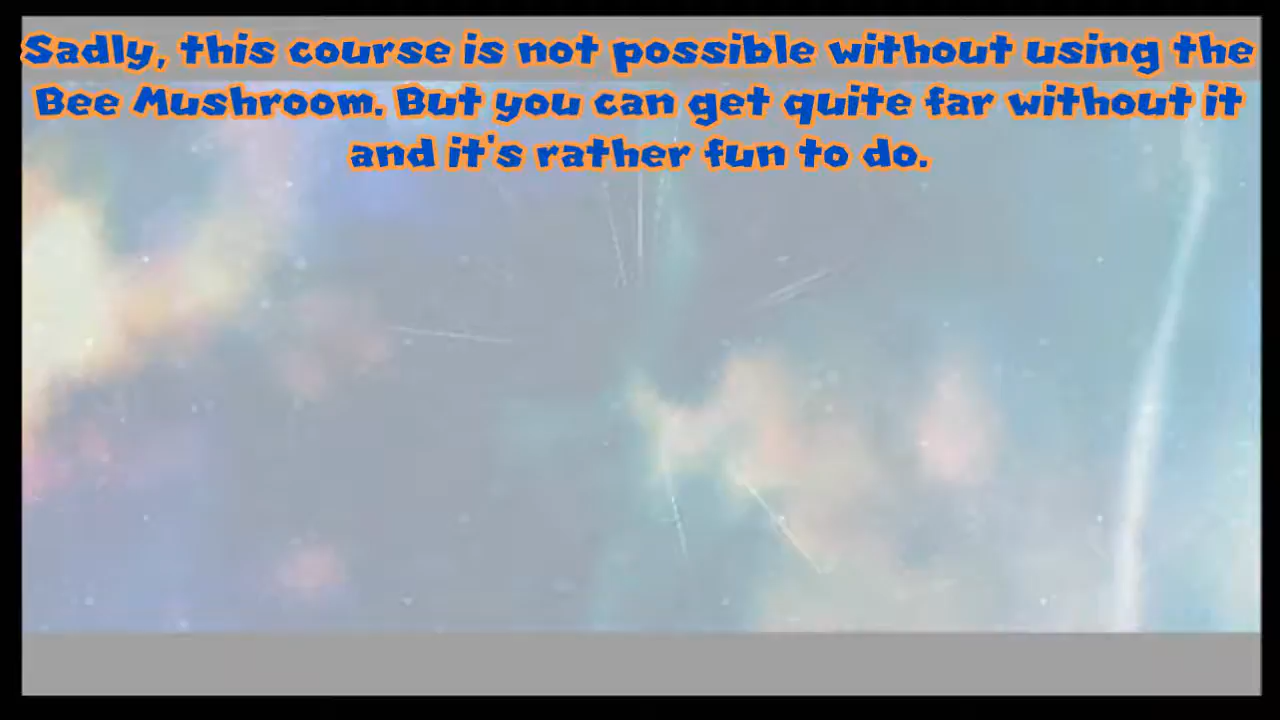 Sadly, this course is not possible without using the
Bee Mushroom. But you can get quite far without it
and it's rather fun to do.